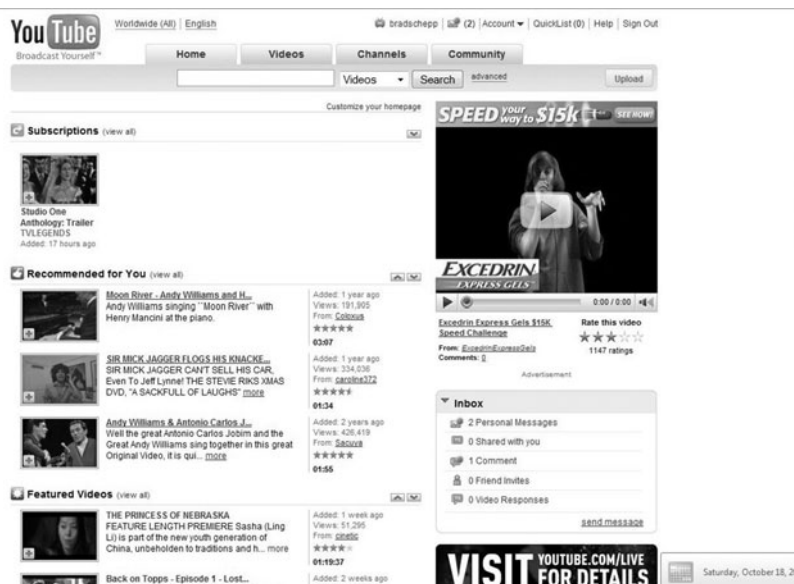 You Tube
Broadcast Yourself™
Worldwide (All) | English
bradschepp | (2) | Account | QuickList (0) | Help | Sign Out
Home Videos Channels Community
Videos Search advanced Upload
Customize your homepage
Subscriptions (view all)
Studio One
Anthology: Trailer
TVLEGENDS
Added: 17 hours ago
Recommended for You (view all)
Moon River - Andy Williams and H...
Andy Williams singing ``Moon River`` with
Henry Mancini at the piano.
Added: 1 year ago
Views: 191,905
From: Coloxus
03:07
SIR MICK JAGGER FLOGS HIS KNACKE...
SIR MICK JAGGER CAN'T SELL HIS CAR,
Even To Jeff Lynne! THE STEVIE RIKS XMAS
DVD, "A SACKFULL OF LAUGHS" more
Added: 1 year ago
Views: 334,036
From: caroline372
01:34
Andy Williams & Antonio Carlos J...
Well the great Antonio Carlos Jobim and the
Great Andy Williams sing together in this great
Original Video, it is qui... more
Added: 2 years ago
Views: 426,419
From: Sacuva
01:55
Featured Videos (view all)
THE PRINCESS OF NEBRASKA
FEATURE LENGTH PREMIERE Sasha (Ling
Li) is part of the new youth generation of
China, unbeholden to traditions and h... more
Added: 1 week ago
Views: 51,295
From: cinetic
01:19:37
Back on Topps - Episode 1 - Lost...
Added: 2 weeks ago
SPEED your way to $15k SEE NOW!
EXCEDRIN
EXPRESS GELS
0:00 / 0:00
Excedrin Express Gels $15K
Speed Challenge
From: ExcedrinExpressGels
Comments: 0
Rate this video
1147 ratings
Advertisement
Inbox
2 Personal Messages
0 Shared with you
1 Comment
0 Friend Invites
0 Video Responses
send message
VISIT YOUTUBE.COM/LIVE
FOR DETAILS
Saturday, October 18, 2